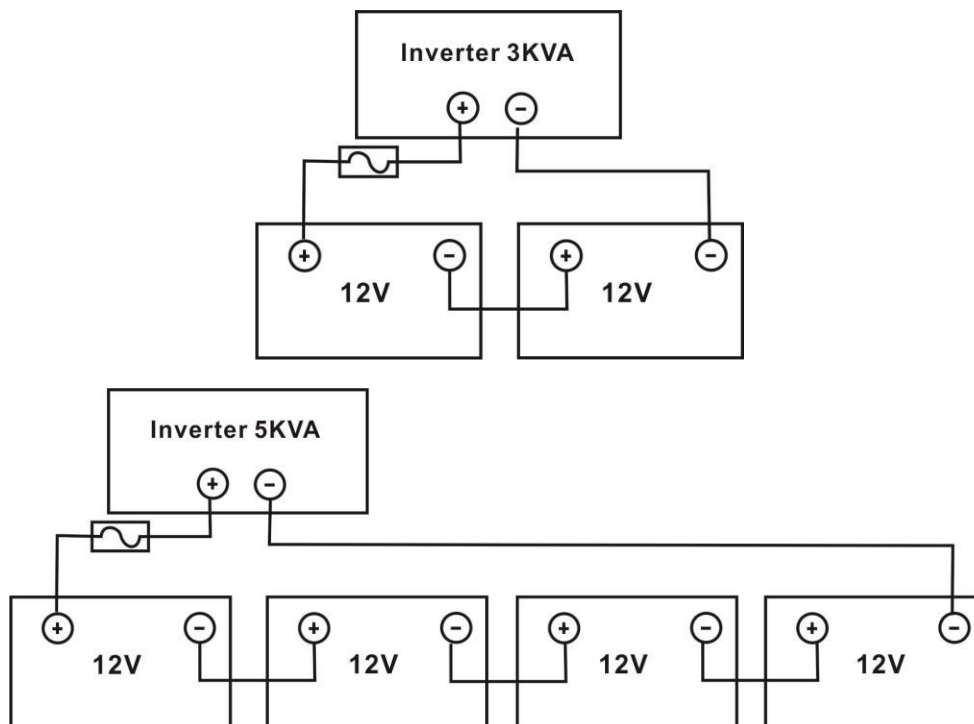 Inverter 3KVA
+ −
+ − + −
12V 12V
Inverter 5KVA
+ −
+ − + − + − + −
12V 12V 12V 12V